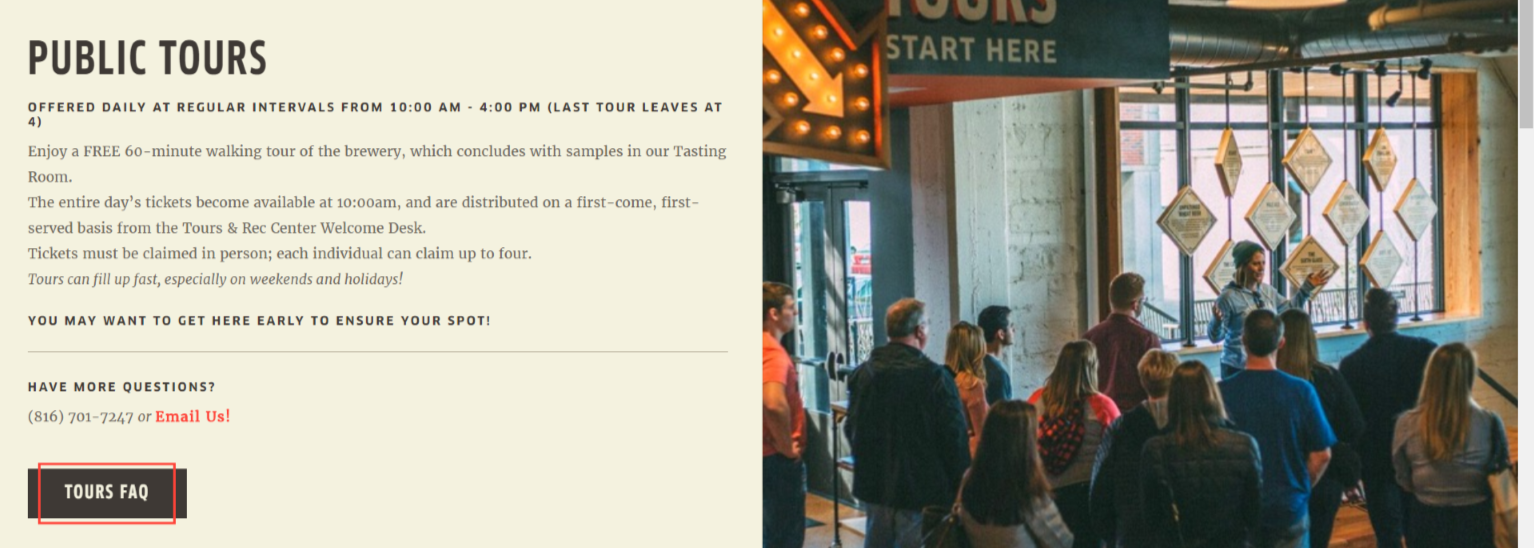 PUBLIC TOURS
OFFERED DAILY AT REGULAR INTERVALS FROM 10:00 AM - 4:00 PM (LAST TOUR LEAVES AT
4)
Enjoy a FREE 60-minute walking tour of the brewery, which concludes with samples in our Tasting
Room.
The entire day’s tickets become available at 10:00am, and are distributed on a first-come, first-
served basis from the Tours & Rec Center Welcome Desk.
Tickets must be claimed in person; each individual can claim up to four.
Tours can fill up fast, especially on weekends and holidays!
YOU MAY WANT TO GET HERE EARLY TO ENSURE YOUR SPOT!
HAVE MORE QUESTIONS?
(816) 701-7247 or Email Us!
TOURS FAQ
TOURS
START HERE